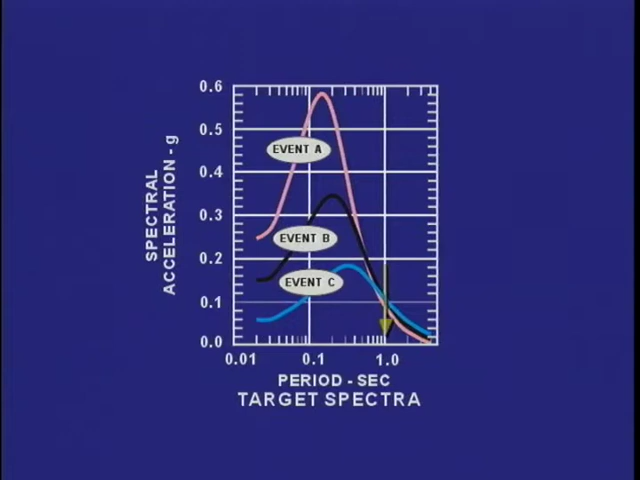 0.6
0.5
0.4
0.3
0.2
0.1
0.0
SPECTRAL
ACCELERATION - g
EVENT A
EVENT B
EVENT C
0.01 0.1 1.0
PERIOD - SEC
TARGET SPECTRA